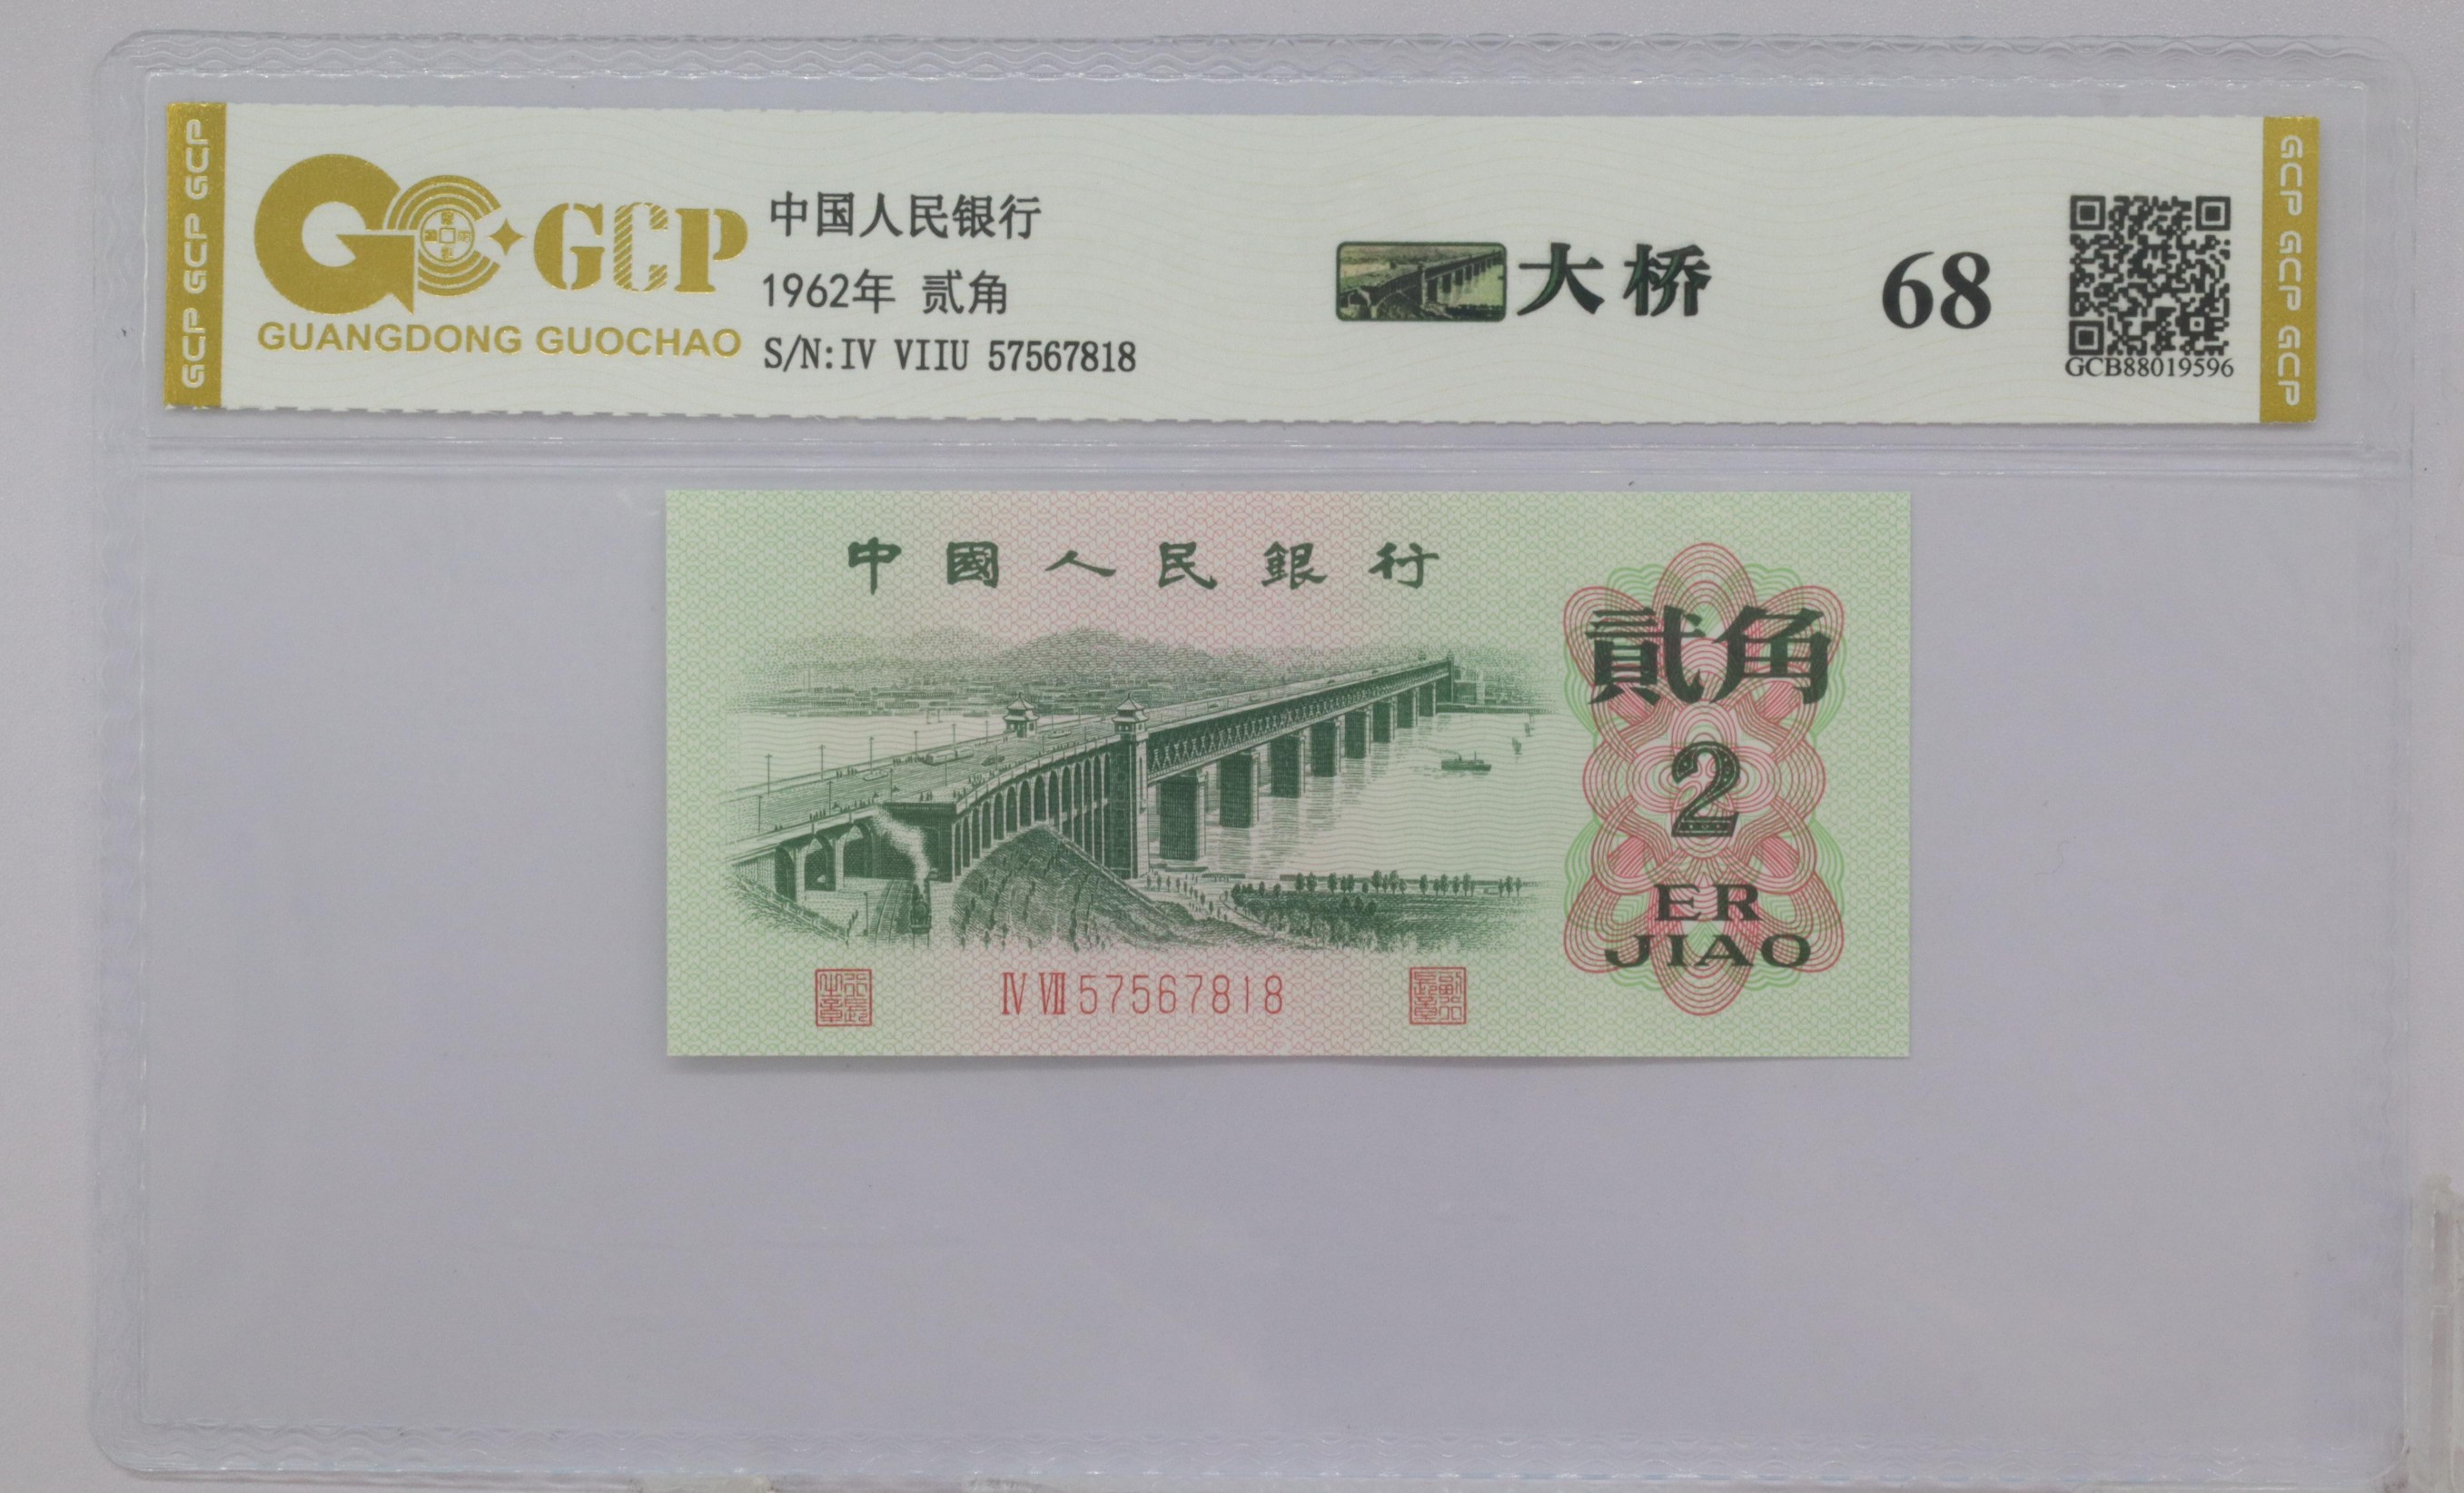 GCP GCP GCP
GCP
GUANGDONG GUOCHAO
中国人民银行
1962年 贰角
S/N:IV VIIU 57567818
大桥
68
GCB88019596
GCP GCP GCP
中國人民銀行
貳角
2
ER
JIAO
Ⅳ Ⅶ 57567818